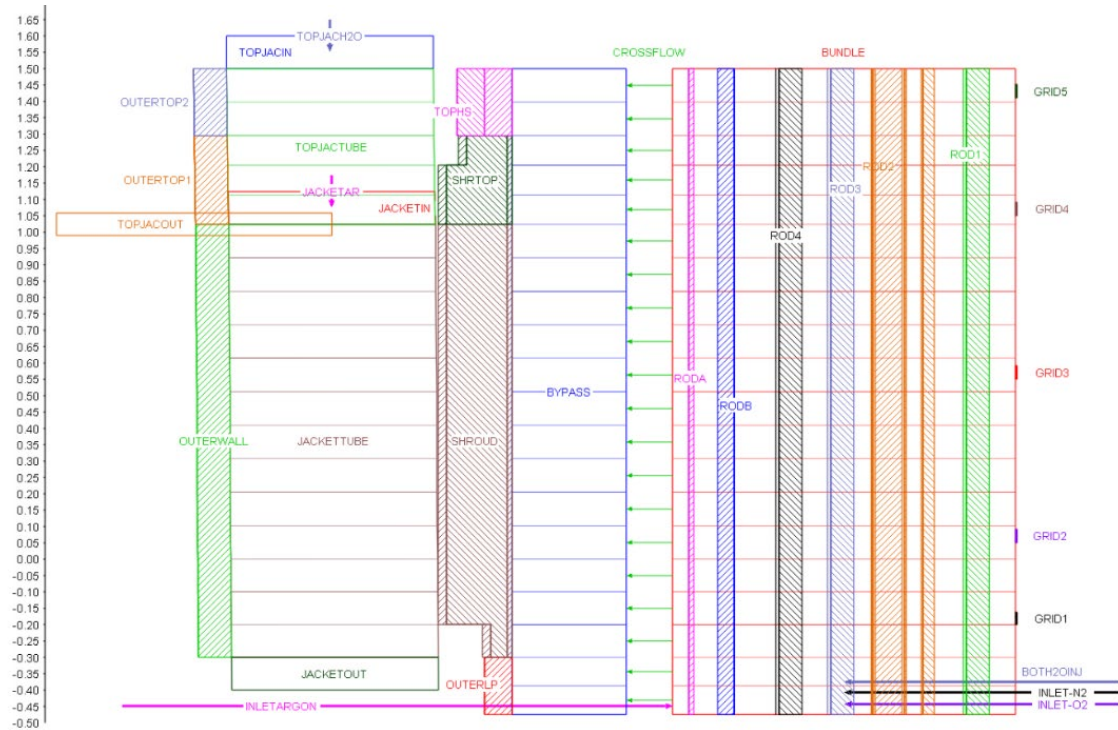 1.65
1.60
1.55
1.50
1.45
1.40
1.35
1.30
1.25
1.20
1.15
1.10
1.05
1.00
0.95
0.90
0.85
0.80
0.75
0.70
0.65
0.60
0.55
0.50
0.45
0.40
0.35
0.30
0.25
0.20
0.15
0.10
0.05
0.00
-0.05
-0.10
-0.15
-0.20
-0.25
-0.30
-0.35
-0.40
-0.45
-0.50
TOPJACH2O
TOPJACIN
CROSSFLOW
BUNDLE
OUTERTOP2
TOPHS
GRID5
TOPJACTUBE
ROD1
ROD2
OUTERTOP1
SHRTOP
ROD3
JACKETAR
JACKETIN
GRID4
TOPJACOUT
ROD4
GRID3
RODA
BYPASS
RODB
OUTERWALL
JACKETTUBE
SHROUD
GRID2
GRID1
JACKETOUT
BOTH2OINJ
OUTERLP
INLET-N2
INLETARGON
INLET-O2